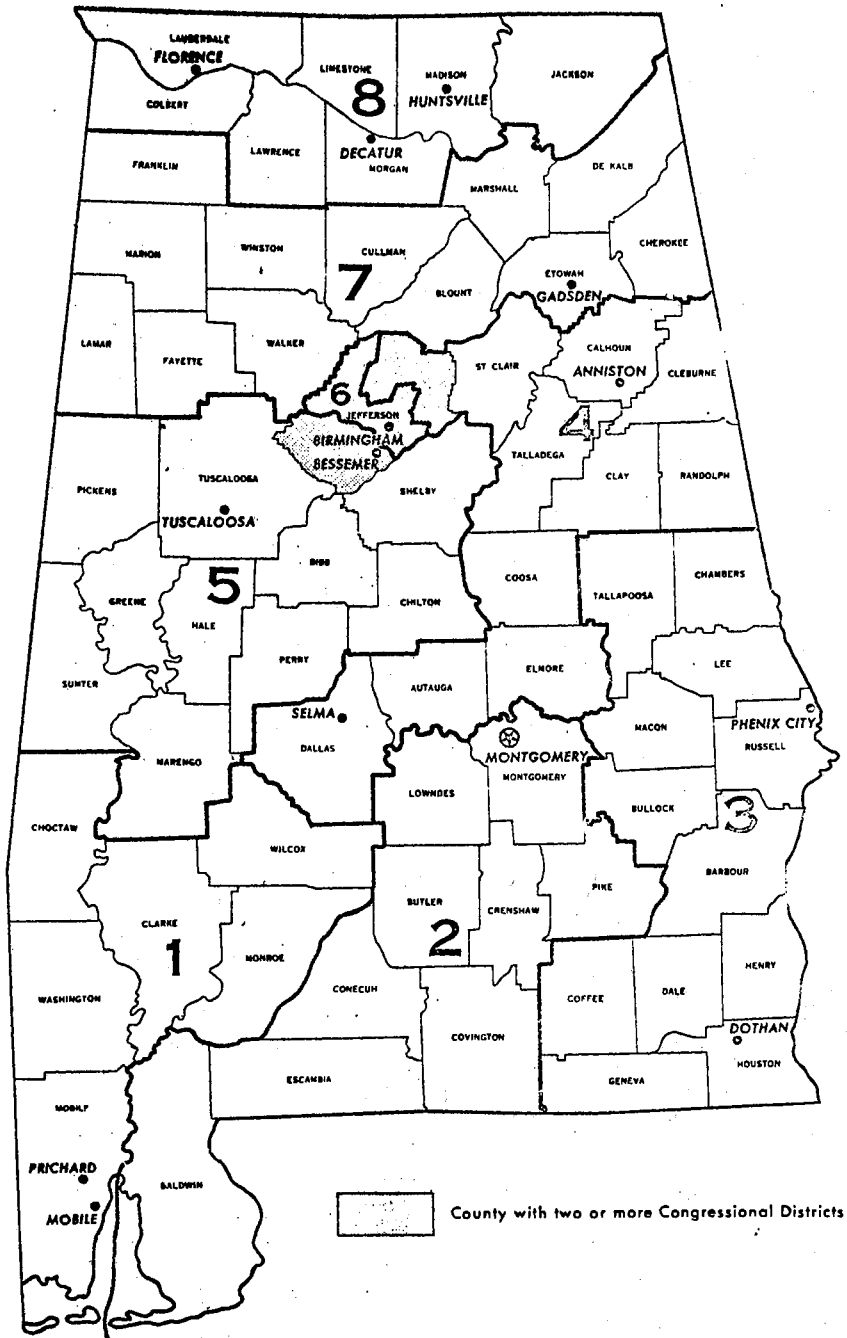 LAUDERDALE
FLORENCE
LIMESTONE
MADISON
HUNTSVILLE
JACKSON
8
COLBERT
LAWRENCE
DECATUR
MORGAN
FRANKLIN
MARSHALL
DE KALB
CHEROKEE
MARION
WINSTON
CULLMAN
7
BLOUNT
ETOWAH
GADSDEN
LAMAR
FAYETTE
WALKER
ST CLAIR
CALHOUN
ANNISTON
CLEBURNE
6
JEFFERSON
BIRMINGHAM
BESSEMER
4
TALLADEGA
PICKENS
TUSCALOOSA
TUSCALOOSA
SHELBY
CLAY
RANDOLPH
BIBB
5
GREENE
HALE
CHILTON
COOSA
TALLAPOOSA
CHAMBERS
SUMTER
PERRY
AUTAUGA
ELMORE
LEE
SELMA
DALLAS
MACON
PHENIX CITY
RUSSELL
MARENGO
MONTGOMERY
MONTGOMERY
LOWNDES
BULLOCK
3
CHOCTAW
WILCOX
BARBOUR
CLARKE
1
MONROE
BUTLER
2
CRENSHAW
PIKE
WASHINGTON
CONECUH
COVINGTON
COFFEE
DALE
HENRY
DOTHAN
HOUSTON
ESCAMBIA
GENEVA
MOBILE
PRICHARD
MOBILE
BALDWIN
County with two or more Congressional Districts